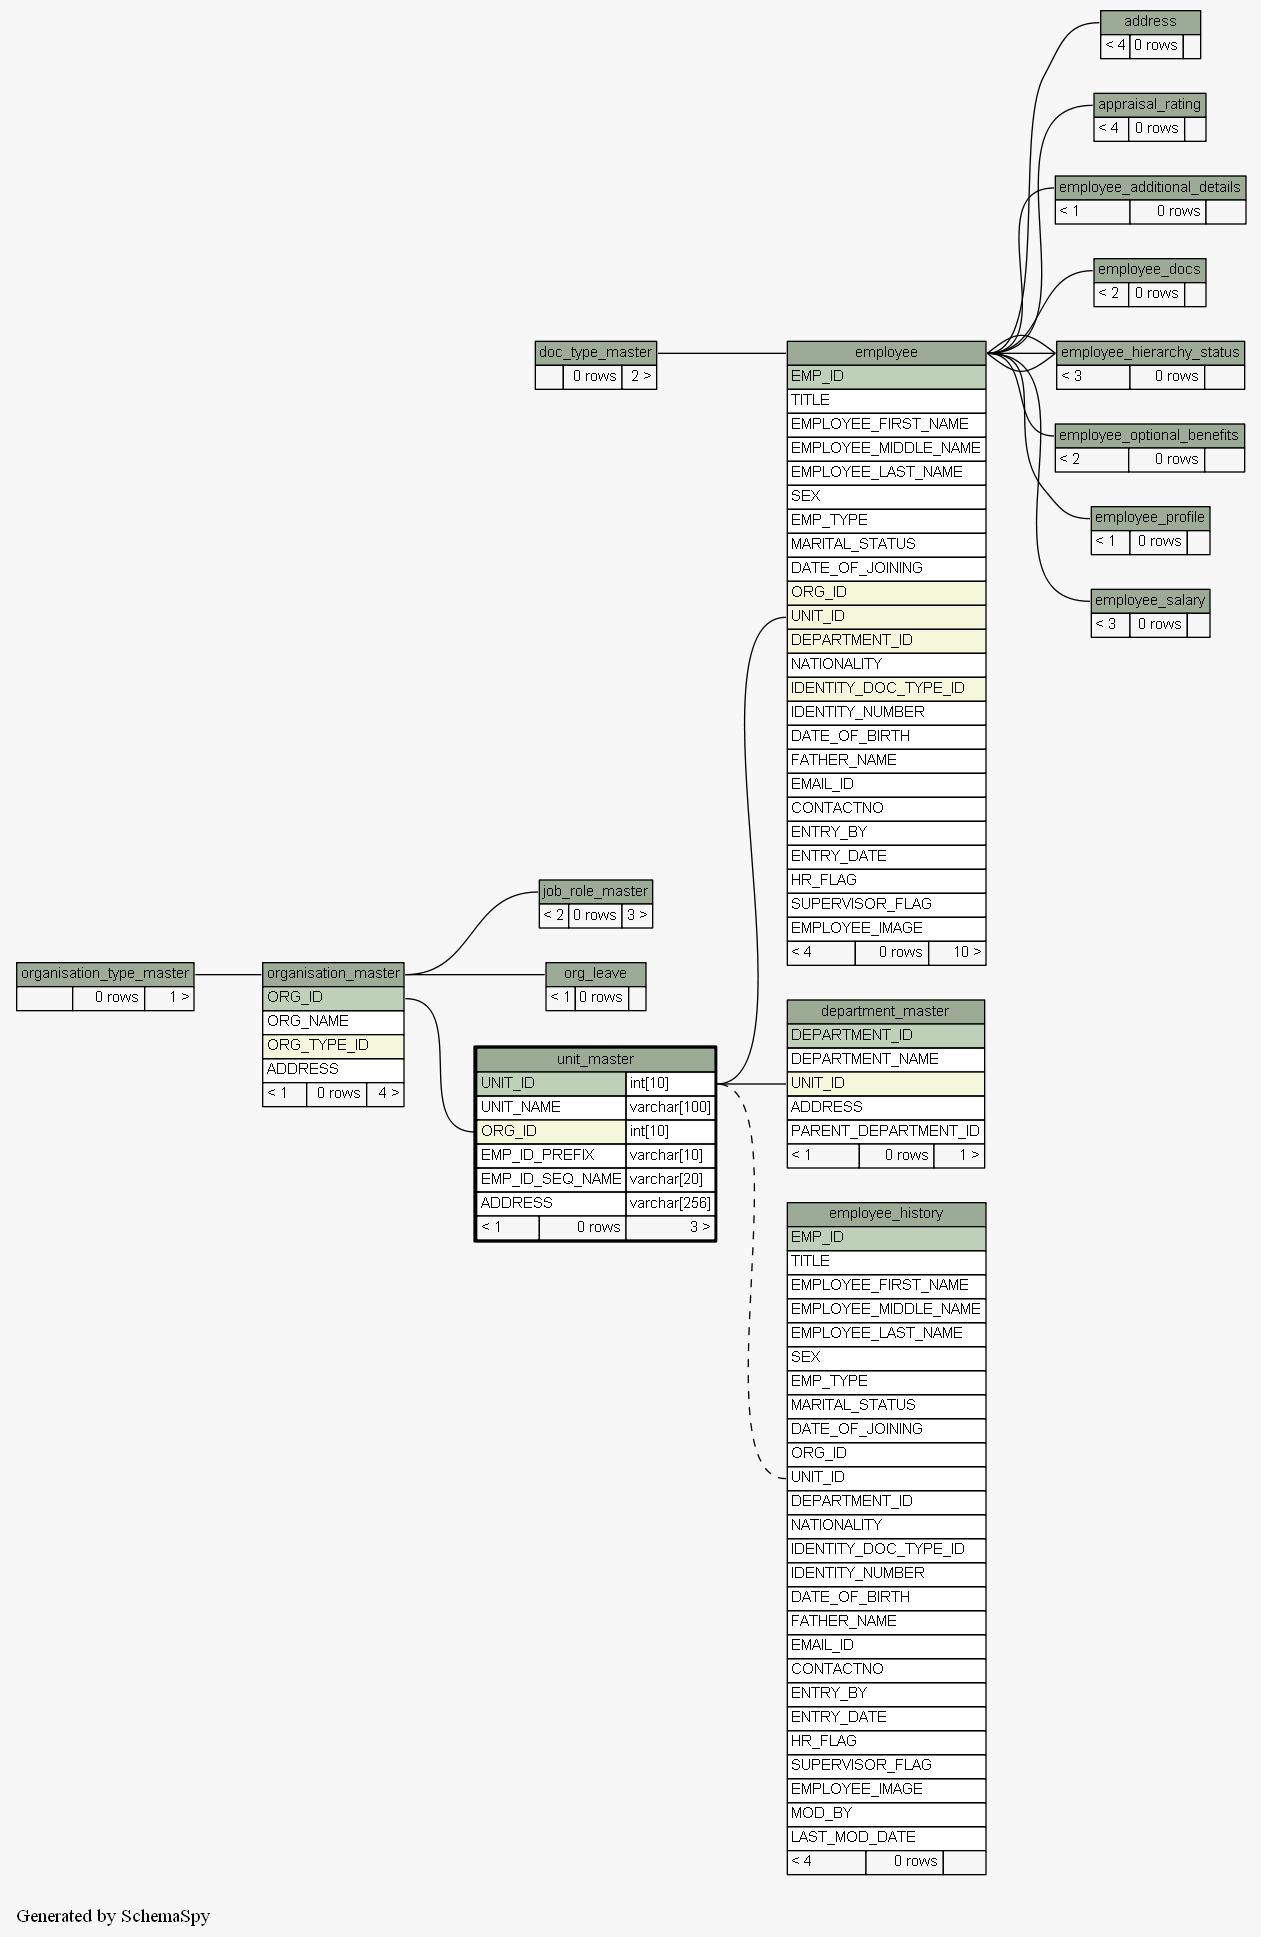 address
< 4 0 rows
appraisal_rating
< 4 0 rows
employee_additional_details
< 1 0 rows
employee_docs
< 2 0 rows
employee_hierarchy_status
< 3 0 rows
employee_optional_benefits
< 2 0 rows
employee_profile
< 1 0 rows
employee_salary
< 3 0 rows
doc_type_master
0 rows 2 >
employee
EMP_ID
TITLE
EMPLOYEE_FIRST_NAME
EMPLOYEE_MIDDLE_NAME
EMPLOYEE_LAST_NAME
SEX
EMP_TYPE
MARITAL_STATUS
DATE_OF_JOINING
ORG_ID
UNIT_ID
DEPARTMENT_ID
NATIONALITY
IDENTITY_DOC_TYPE_ID
IDENTITY_NUMBER
DATE_OF_BIRTH
FATHER_NAME
EMAIL_ID
CONTACTNO
ENTRY_BY
ENTRY_DATE
HR_FLAG
SUPERVISOR_FLAG
EMPLOYEE_IMAGE
< 4 0 rows 10 >
job_role_master
< 2 0 rows 3 >
organisation_type_master
0 rows 1 >
organisation_master
ORG_ID
ORG_NAME
ORG_TYPE_ID
ADDRESS
< 1 0 rows 4 >
org_leave
< 1 0 rows
unit_master
UNIT_ID int[10]
UNIT_NAME varchar[100]
ORG_ID int[10]
EMP_ID_PREFIX varchar[10]
EMP_ID_SEQ_NAME varchar[20]
ADDRESS varchar[256]
< 1 0 rows 3 >
department_master
DEPARTMENT_ID
DEPARTMENT_NAME
UNIT_ID
ADDRESS
PARENT_DEPARTMENT_ID
< 1 0 rows 1 >
employee_history
EMP_ID
TITLE
EMPLOYEE_FIRST_NAME
EMPLOYEE_MIDDLE_NAME
EMPLOYEE_LAST_NAME
SEX
EMP_TYPE
MARITAL_STATUS
DATE_OF_JOINING
ORG_ID
UNIT_ID
DEPARTMENT_ID
NATIONALITY
IDENTITY_DOC_TYPE_ID
IDENTITY_NUMBER
DATE_OF_BIRTH
FATHER_NAME
EMAIL_ID
CONTACTNO
ENTRY_BY
ENTRY_DATE
HR_FLAG
SUPERVISOR_FLAG
EMPLOYEE_IMAGE
MOD_BY
LAST_MOD_DATE
< 4 0 rows
Generated by SchemaSpy